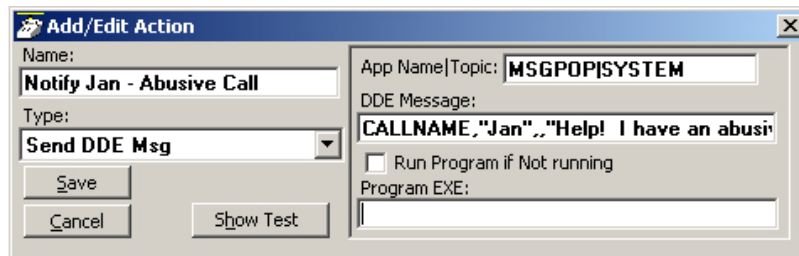 Add/Edit Action
Name:
Notify Jan - Abusive Call
Type:
Send DDE Msg
Save
Cancel
Show Test
App Name|Topic: MSGPOP|SYSTEM
DDE Message:
CALLNAME,"Jan",,"Help!  I have an abusi
Run Program if Not running
Program EXE: